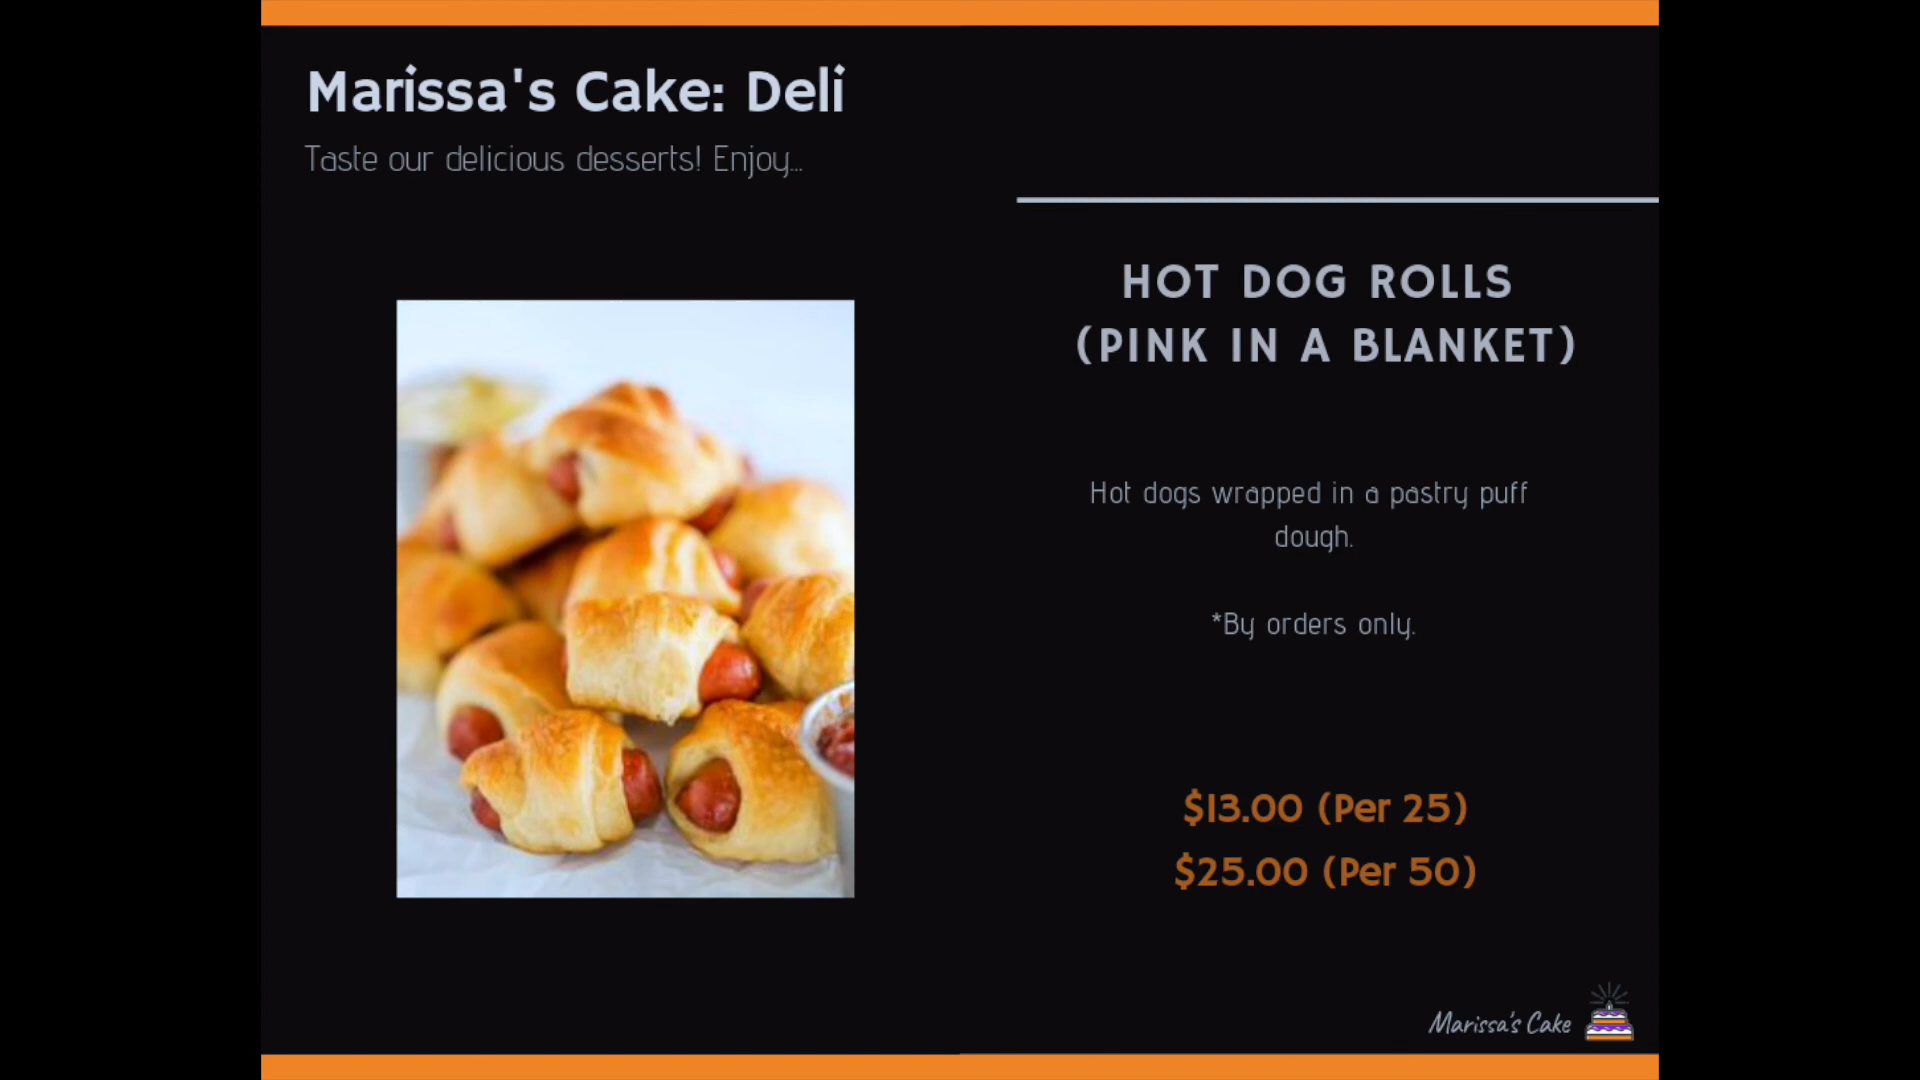 Marissa's Cake: Deli
Taste our delicious desserts! Enjoy...
HOT DOG ROLLS
(PINK IN A BLANKET)
Hot dogs wrapped in a pastry puff
dough.
*By orders only.
$13.00 (Per 25)
$25.00 (Per 50)
Marissa's Cake